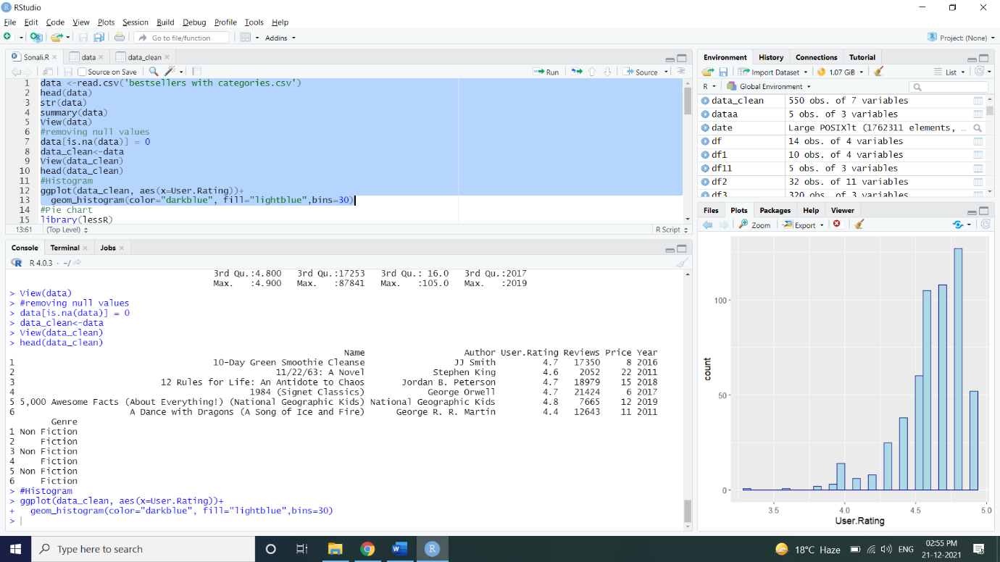 RStudio
File Edit Code View Plots Session Build Debug Profile Tools Help
Go to file/function
Addins
Project: (None)
Sonali.R
data
data_clean
Source on Save
Run
Source
1 data <-read.csv('bestsellers with categories.csv')
2 head(data)
3 str(data)
4 summary(data)
5 View(data)
6 #removing null values
7 data[is.na(data)] = 0
8 data_clean<-data
9 View(data_clean)
10 head(data_clean)
11 #Histogram
12 ggplot(data_clean, aes(x=User.Rating))+
13 geom_histogram(color="darkblue", fill="lightblue",bins=30)
14 #Pie chart
15 library(lessR)
13:61 (Top Level) R Script
Console Terminal Jobs
R 4.0.3 · ~/
3rd Qu.:4.800 3rd Qu.:17253 3rd Qu.: 16.0 3rd Qu.:2017
Max. :4.900 Max. :87841 Max. :105.0 Max. :2019
> View(data)
> #removing null values
> data[is.na(data)] = 0
> data_clean<-data
> View(data_clean)
> head(data_clean)
Name Author User.Rating Reviews Price Year
1 10-Day Green Smoothie Cleanse JJ Smith 4.7 17350 8 2016
2 11/22/63: A Novel Stephen King 4.6 2052 22 2011
3 12 Rules for Life: An Antidote to Chaos Jordan B. Peterson 4.7 18979 15 2018
4 1984 (Signet Classics) George Orwell 4.7 21424 6 2017
5 5,000 Awesome Facts (About Everything!) (National Geographic Kids) National Geographic Kids 4.8 7665 12 2019
6 A Dance with Dragons (A Song of Ice and Fire) George R. R. Martin 4.4 12643 11 2011
Genre
1 Non Fiction
2 Fiction
3 Non Fiction
4 Fiction
5 Non Fiction
6 Fiction
> #Histogram
> ggplot(data_clean, aes(x=User.Rating))+
+ geom_histogram(color="darkblue", fill="lightblue",bins=30)
>
Environment History Connections Tutorial
Import Dataset 1.07 GiB List
R Global Environment
data_clean 550 obs. of 7 variables
dataa 5 obs. of 3 variables
date Large POSIXlt (1762311 elements, …
df 14 obs. of 4 variables
df1 10 obs. of 4 variables
df11 5 obs. of 3 variables
df2 32 obs. of 11 variables
df3 320 obs. of 3 variables
Files Plots Packages Help Viewer
Zoom Export
100
50
0
count
3.5 4.0 4.5 5.0
User.Rating
Type here to search
18°C Haze
ENG
02:55 PM
21-12-2021